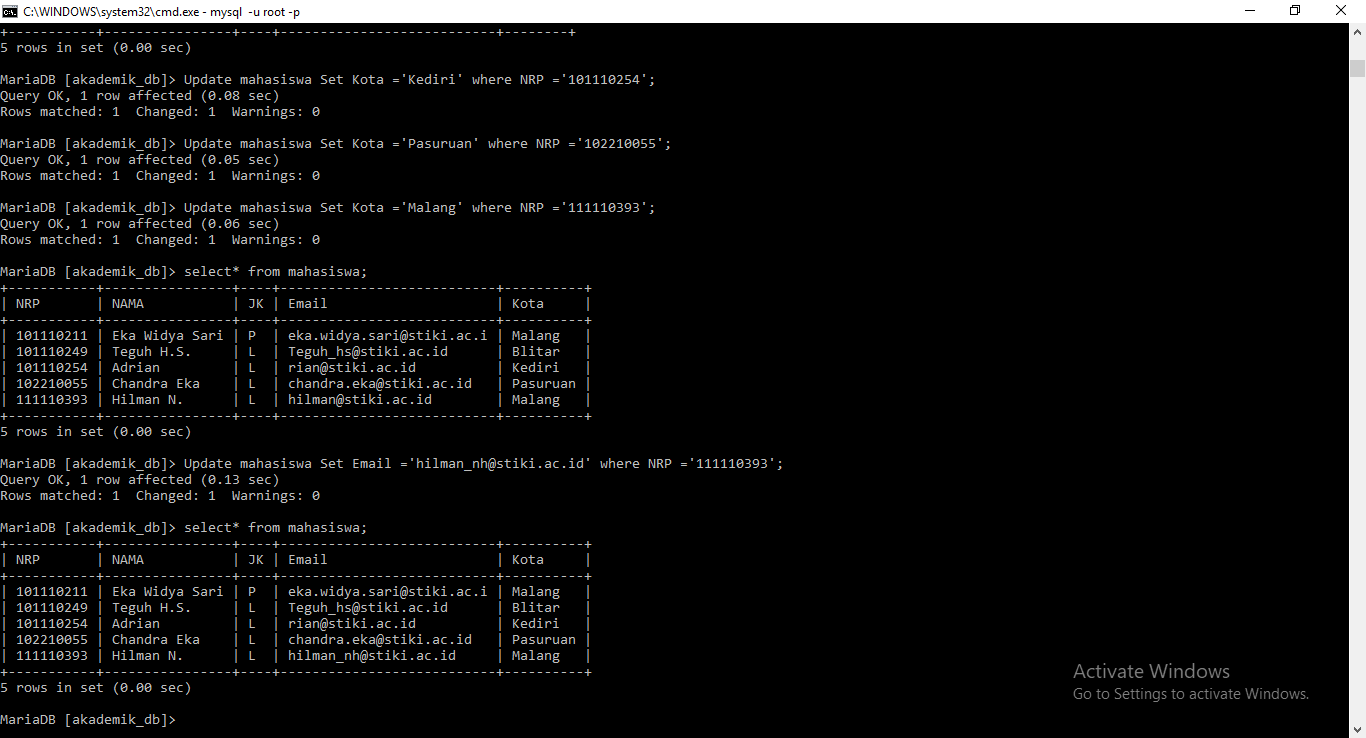 C:\WINDOWS\system32\cmd.exe - mysql -u root -p
+-----------+----------------+----+---------------------------+--------+
5 rows in set (0.00 sec)
MariaDB [akademik_db]> Update mahasiswa Set Kota ='Kediri' where NRP ='101110254';
Query OK, 1 row affected (0.08 sec)
Rows matched: 1  Changed: 1  Warnings: 0
MariaDB [akademik_db]> Update mahasiswa Set Kota ='Pasuruan' where NRP ='102210055';
Query OK, 1 row affected (0.05 sec)
Rows matched: 1  Changed: 1  Warnings: 0
MariaDB [akademik_db]> Update mahasiswa Set Kota ='Malang' where NRP ='111110393';
Query OK, 1 row affected (0.06 sec)
Rows matched: 1  Changed: 1  Warnings: 0
MariaDB [akademik_db]> select* from mahasiswa;
+-----------+----------------+----+---------------------------+----------+
| NRP       | NAMA           | JK | Email                     | Kota     |
+-----------+----------------+----+---------------------------+----------+
| 101110211 | Eka Widya Sari | P  | eka.widya.sari@stiki.ac.i | Malang   |
| 101110249 | Teguh H.S.     | L  | Teguh_hs@stiki.ac.id      | Blitar   |
| 101110254 | Adrian         | L  | rian@stiki.ac.id          | Kediri   |
| 102210055 | Chandra Eka    | L  | chandra.eka@stiki.ac.id   | Pasuruan |
| 111110393 | Hilman N.      | L  | hilman@stiki.ac.id        | Malang   |
+-----------+----------------+----+---------------------------+----------+
5 rows in set (0.00 sec)
MariaDB [akademik_db]> Update mahasiswa Set Email ='hilman_nh@stiki.ac.id' where NRP ='111110393';
Query OK, 1 row affected (0.13 sec)
Rows matched: 1  Changed: 1  Warnings: 0
MariaDB [akademik_db]> select* from mahasiswa;
+-----------+----------------+----+---------------------------+----------+
| NRP       | NAMA           | JK | Email                     | Kota     |
+-----------+----------------+----+---------------------------+----------+
| 101110211 | Eka Widya Sari | P  | eka.widya.sari@stiki.ac.i | Malang   |
| 101110249 | Teguh H.S.     | L  | Teguh_hs@stiki.ac.id      | Blitar   |
| 101110254 | Adrian         | L  | rian@stiki.ac.id          | Kediri   |
| 102210055 | Chandra Eka    | L  | chandra.eka@stiki.ac.id   | Pasuruan |
| 111110393 | Hilman N.      | L  | hilman_nh@stiki.ac.id     | Malang   |
+-----------+----------------+----+---------------------------+----------+
5 rows in set (0.00 sec)
MariaDB [akademik_db]>
Activate Windows
Go to Settings to activate Windows.